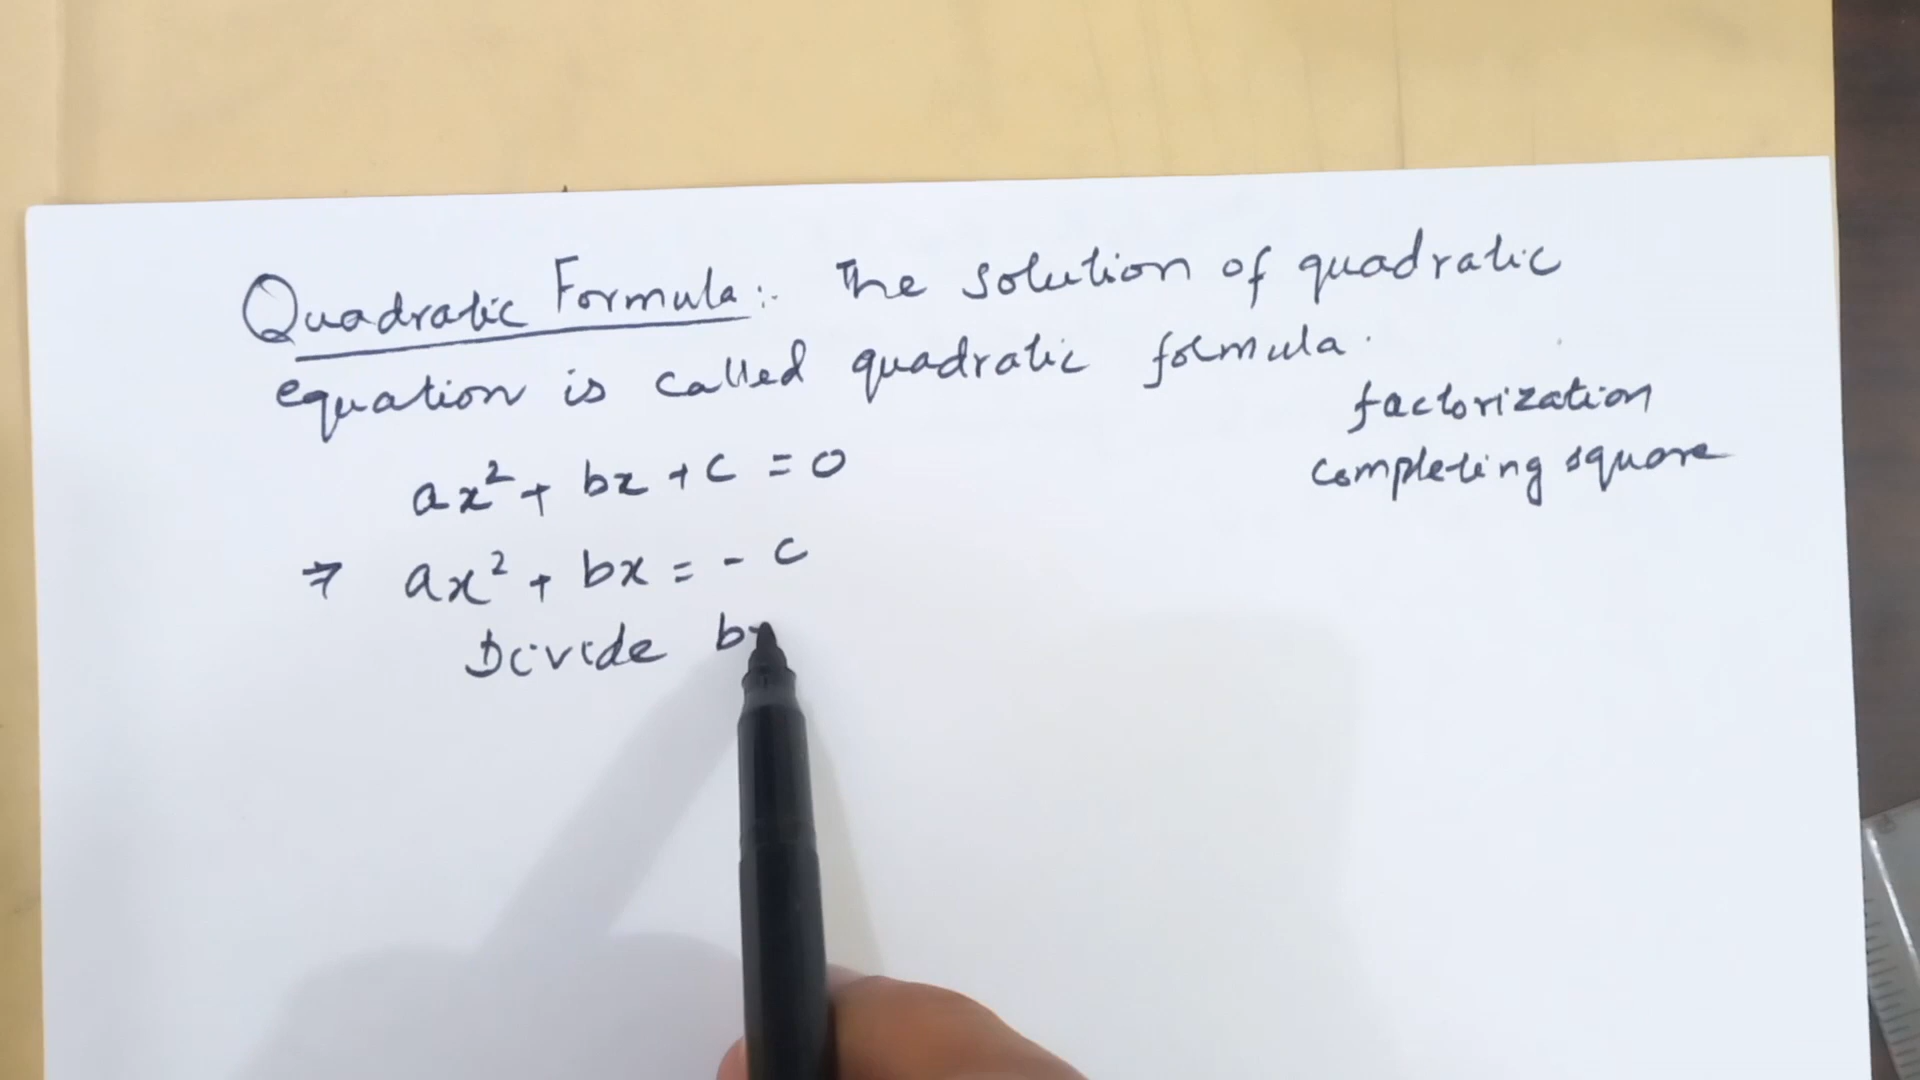 Quadratic Formula:. The solution of quadratic
equation is called quadratic formula.
factorization
completing square
ax² + bx + c = 0
⇒ ax² + bx = - c
Divide by